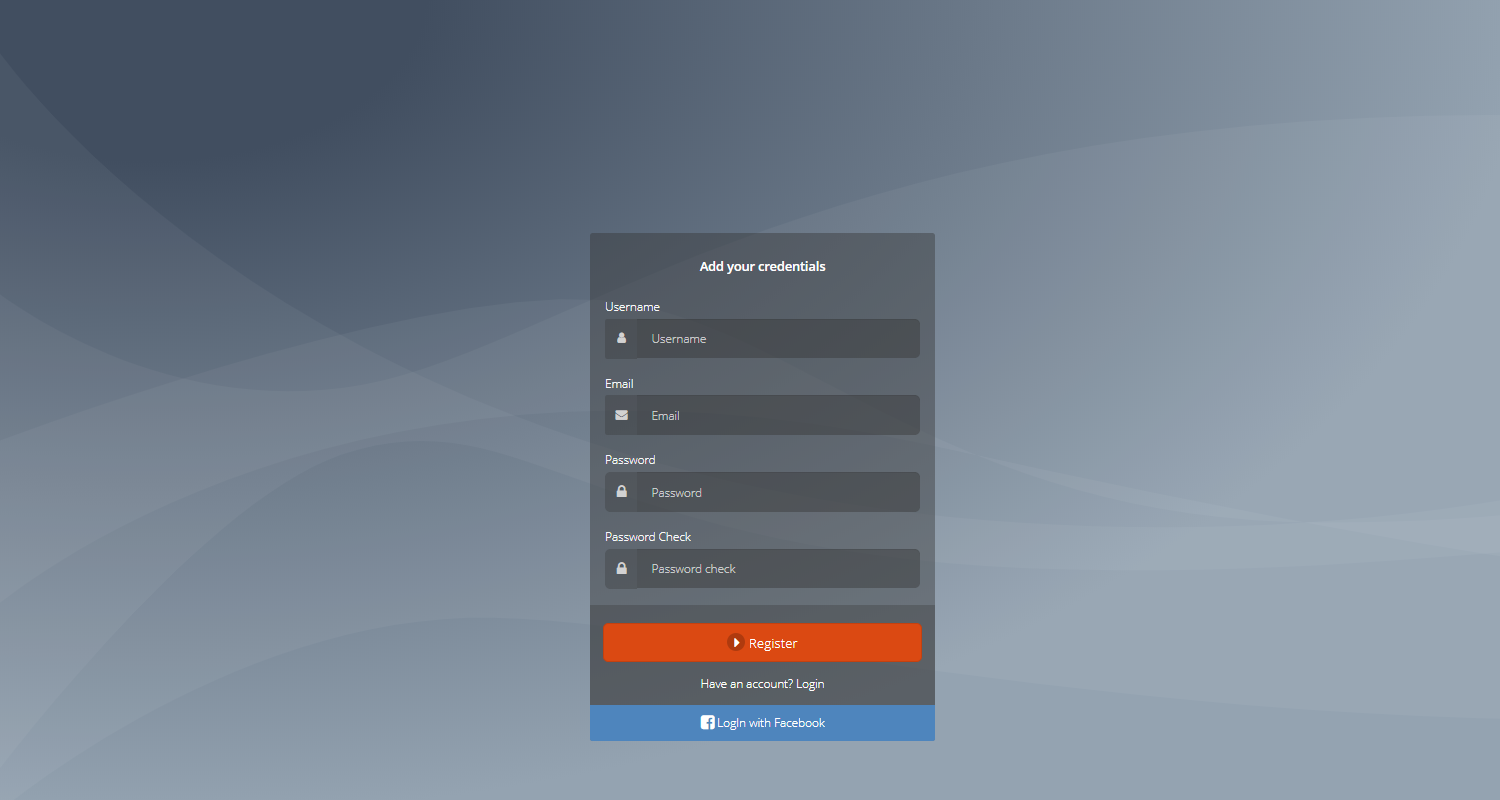 Add your credentials
Username
Username
Email
Email
Password
Password
Password Check
Password check
Register
Have an account? Login
LogIn with Facebook